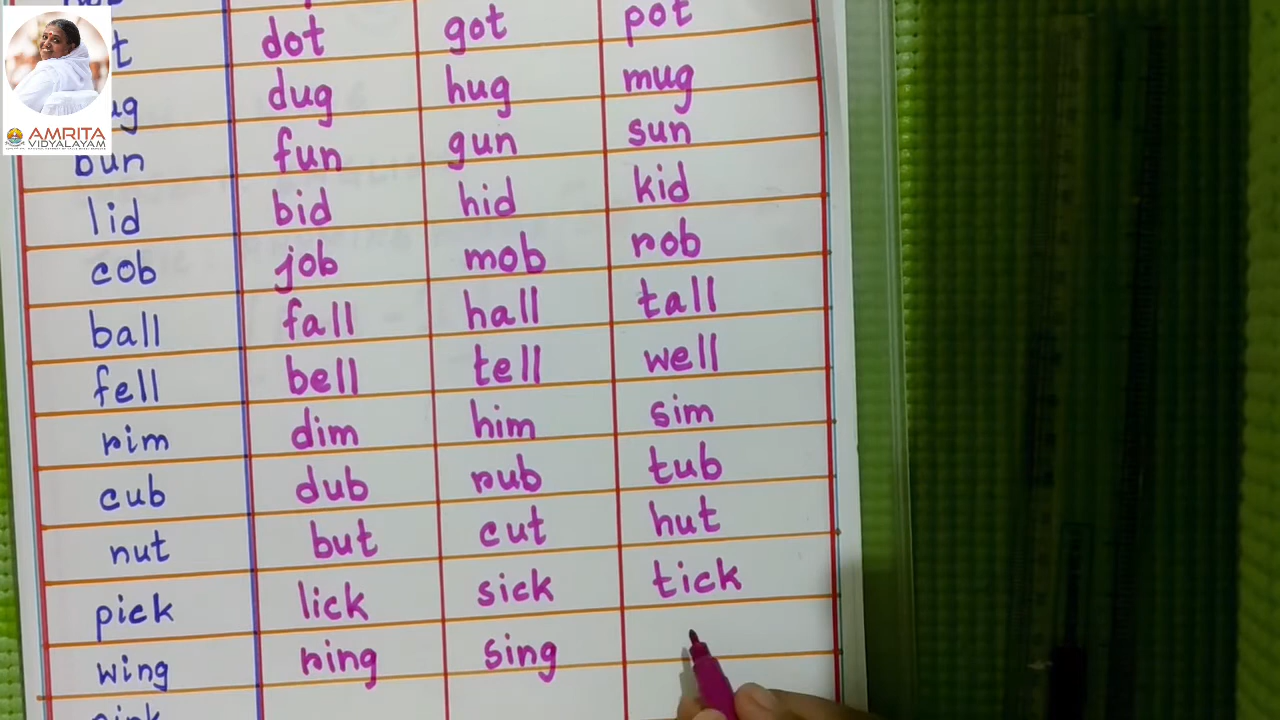 dot got pot
dug hug mug
AMRITA
VIDYALAYAM
bun fun gun sun
lid bid hid kid
cob job mob rob
ball fall hall tall
fell bell tell well
rim dim him sim
cub dub rub tub
nut but cut hut
pick lick sick tick
wing ring sing